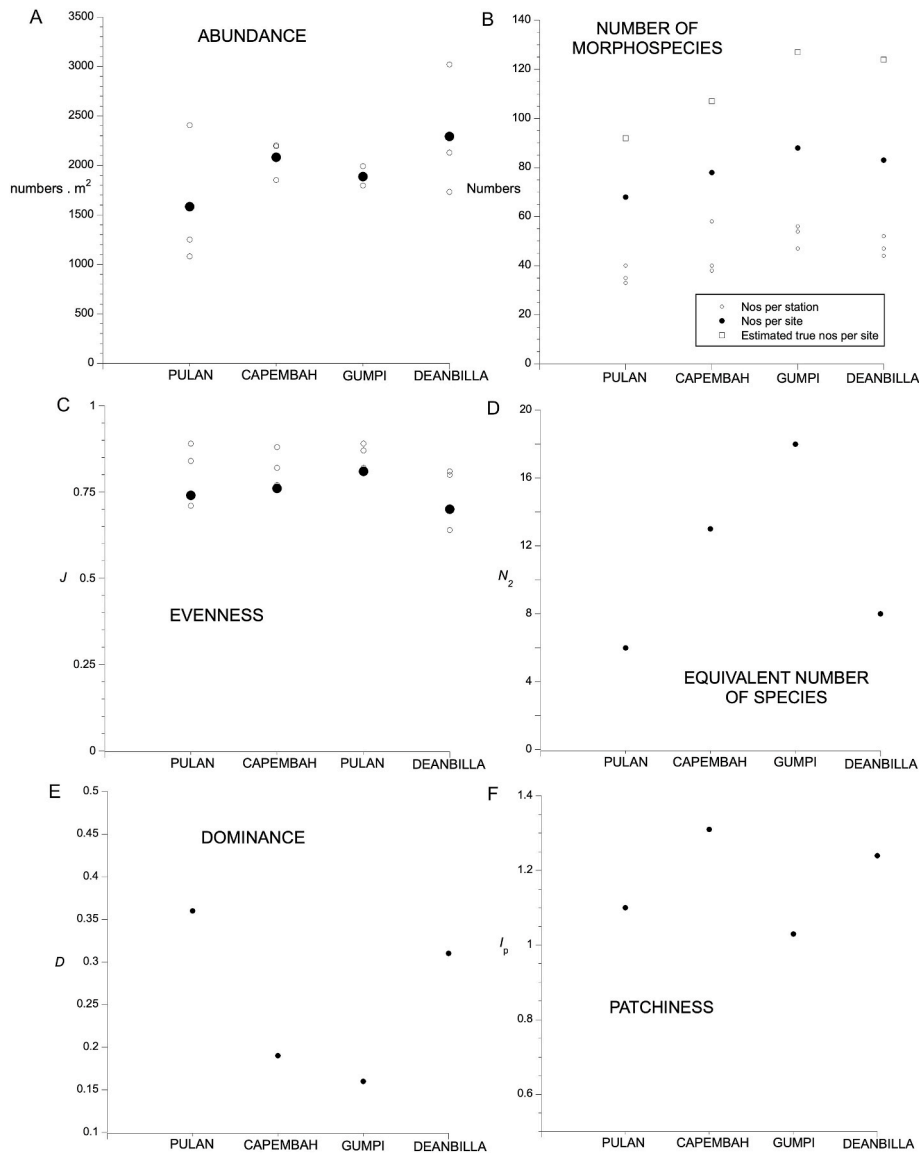 A
ABUNDANCE
3500
3000
2500
2000
numbers . m²
1500
1000
500
0
PULAN CAPEMBAH GUMPI DEANBILLA
B
NUMBER OF
MORPHOSPECIES
140
120
100
80
Numbers
60
40
20
0
Nos per station
Nos per site
Estimated true nos per site
PULAN CAPEMBAH GUMPI DEANBILLA
C
1
0.75
J
0.5
EVENNESS
0.25
0
PULAN CAPEMBAH PULAN DEANBILLA
D
20
18
14
12
N₂
8
6
4
0
EQUIVALENT NUMBER
OF SPECIES
PULAN CAPEMBAH GUMPI DEANBILLA
E
DOMINANCE
0.5
0.45
0.4
0.35
D
0.3
0.25
0.2
0.15
0.1
PULAN CAPEMBAH GUMPI DEANBILLA
F
1.4
1.2
Iₚ
1
PATCHINESS
0.8
0.6
PULAN CAPEMBAH GUMPI DEANBILLA